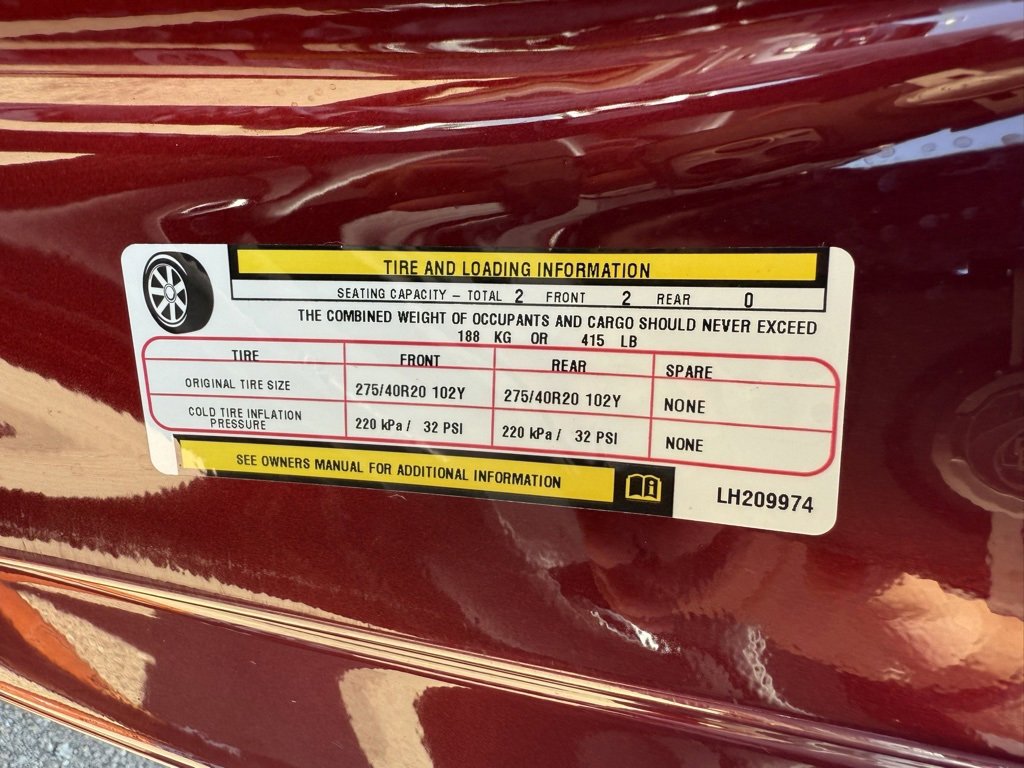 TIRE AND LOADING INFORMATION
SEATING CAPACITY – TOTAL 2 FRONT 2 REAR 0
THE COMBINED WEIGHT OF OCCUPANTS AND CARGO SHOULD NEVER EXCEED
188 KG OR 415 LB
TIRE FRONT REAR SPARE
ORIGINAL TIRE SIZE 275/40R20 102Y 275/40R20 102Y NONE
COLD TIRE INFLATION
PRESSURE 220 kPa / 32 PSI 220 kPa / 32 PSI NONE
SEE OWNERS MANUAL FOR ADDITIONAL INFORMATION
LH209974